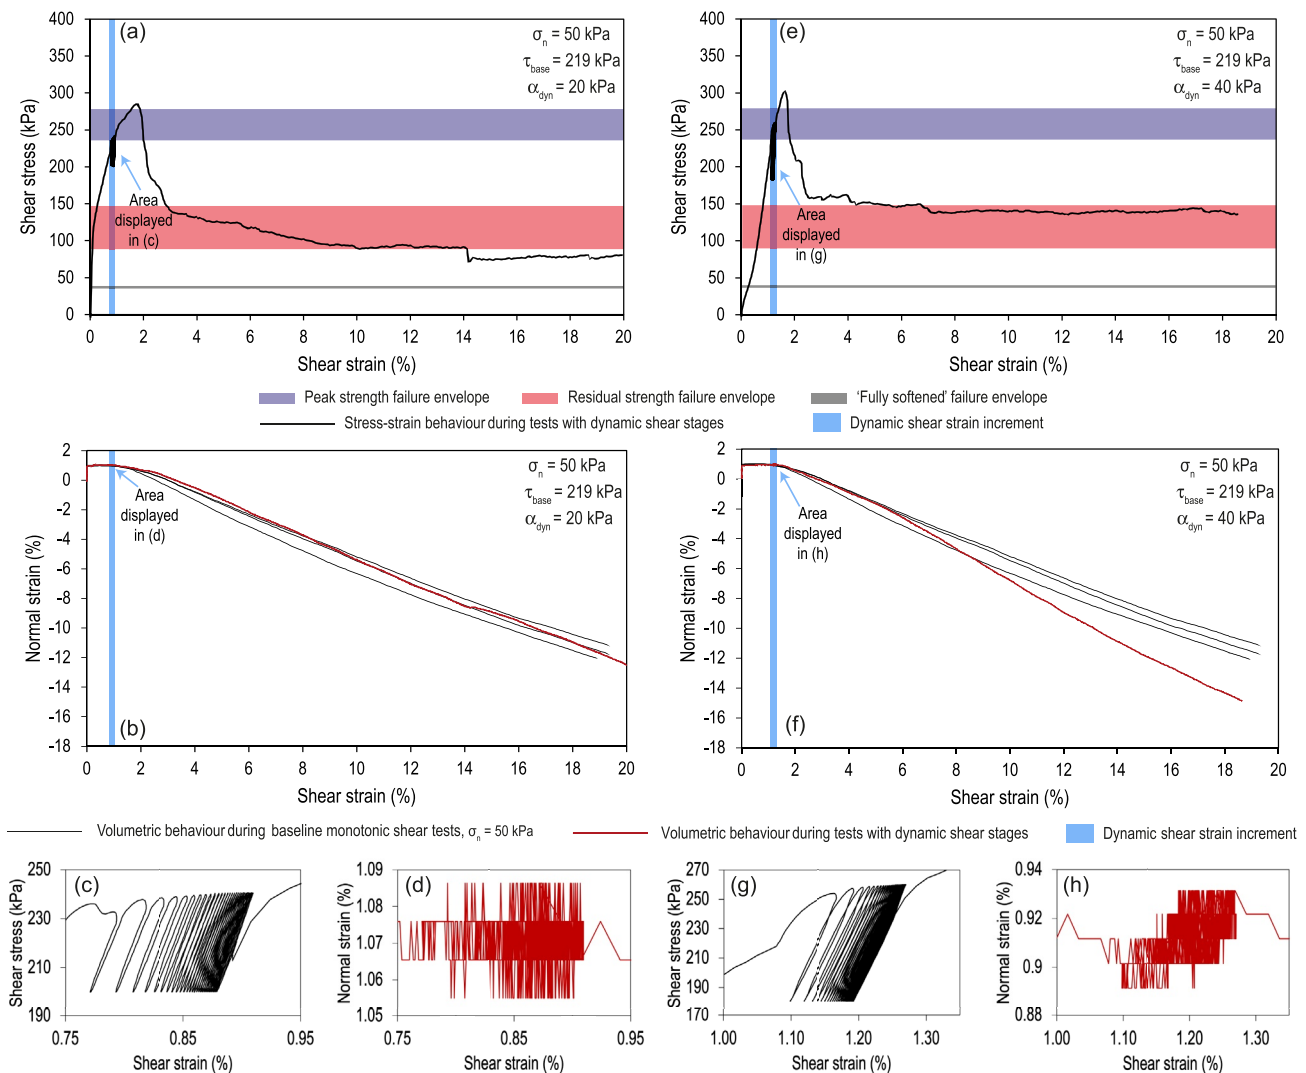 (a)
σn = 50 kPa
τbase = 219 kPa
αdyn = 20 kPa
400
350
300
250
200
150
100
50
0
Shear stress (kPa)
Area
displayed
in (c)
0 2 4 6 8 10 12 14 16 18 20
Shear strain (%)
(e)
σn = 50 kPa
τbase = 219 kPa
αdyn = 40 kPa
400
350
300
250
200
150
100
50
0
Shear stress (kPa)
Area
displayed
in (g)
0 2 4 6 8 10 12 14 16 18 20
Shear strain (%)
Peak strength failure envelope Residual strength failure envelope 'Fully softened' failure envelope
Stress-strain behaviour during tests with dynamic shear stages Dynamic shear strain increment
2
0
-2
-4
-6
-8
-10
-12
-14
-16
-18
Normal strain (%)
Area
displayed
in (d)
σn = 50 kPa
τbase = 219 kPa
αdyn = 20 kPa
(b)
0 2 4 6 8 10 12 14 16 18 20
Shear strain (%)
2
0
-2
-4
-6
-8
-10
-12
-14
-16
-18
Normal strain (%)
Area
displayed
in (h)
σn = 50 kPa
τbase = 219 kPa
αdyn = 40 kPa
(f)
0 2 4 6 8 10 12 14 16 18 20
Shear strain (%)
Volumetric behaviour during baseline monotonic shear tests, σn = 50 kPa Volumetric behaviour during tests with dynamic shear stages Dynamic shear strain increment
(c)
250
230
210
190
Shear stress (kPa)
0.75 0.85 0.95
Shear strain (%)
(d)
1.09
1.08
1.07
1.06
1.05
Normal strain (%)
0.75 0.85 0.95
Shear strain (%)
(g)
270
250
230
210
190
170
Shear stress (kPa)
1.00 1.10 1.20 1.30
Shear strain (%)
(h)
0.94
0.92
0.9
0.88
Normal strain (%)
1.00 1.10 1.20 1.30
Shear strain (%)